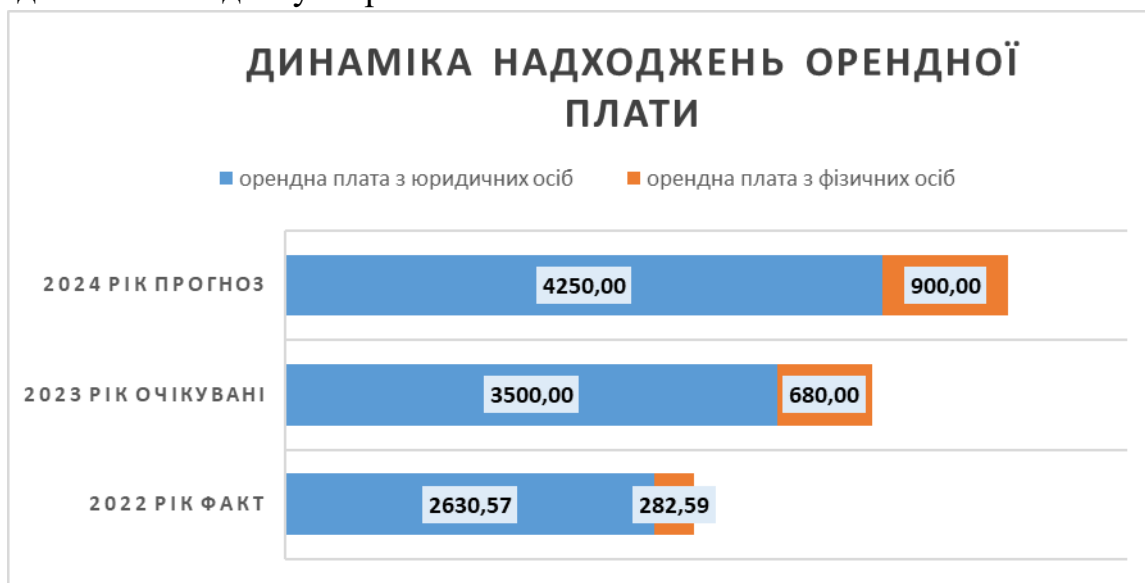 ДИНАМІКА НАДХОДЖЕНЬ ОРЕНДНОЇ
ПЛАТИ
орендна плата з юридичних осіб орендна плата з фізичних осіб
2024 РІК ПРОГНОЗ 4250,00 900,00
2023 РІК ОЧІКУВАНІ 3500,00 680,00
2022 РІК ФАКТ 2630,57 282,59